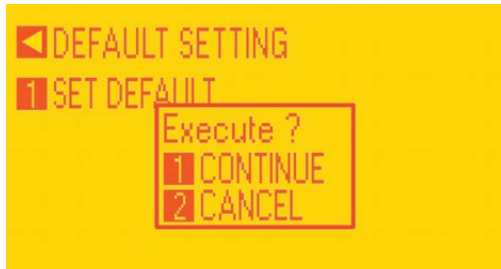 DEFAULT SETTING
1 SET DEFAULT
Execute ?
1 CONTINUE
2 CANCEL